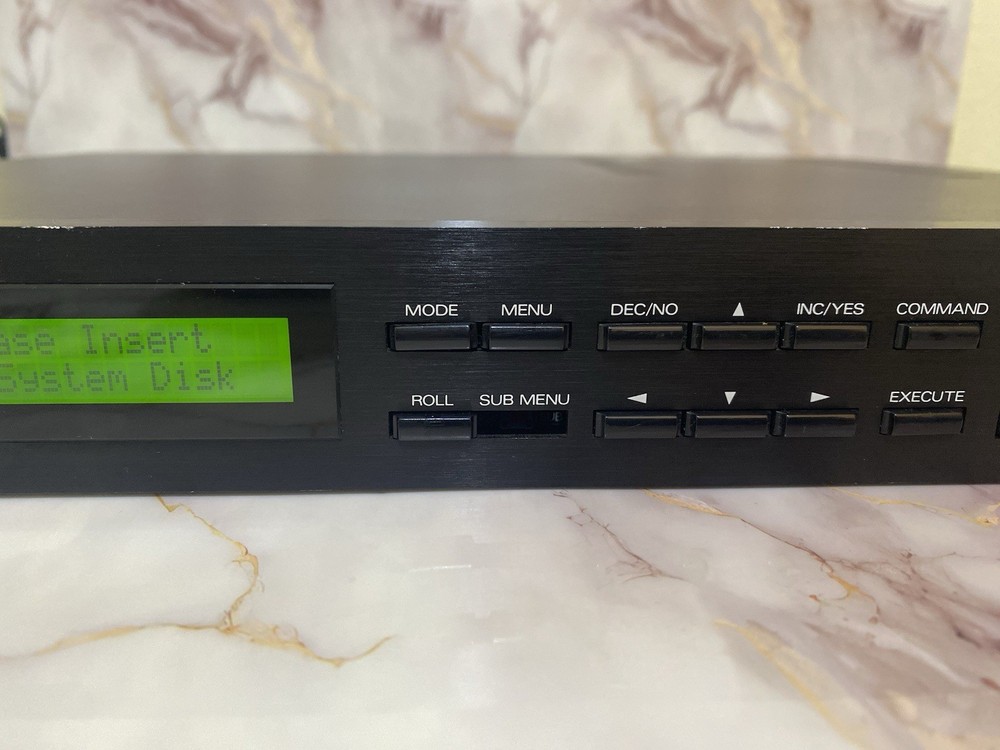 ase Insert
System Disk
MODE MENU DEC/NO ▲ INC/YES COMMAND
ROLL SUB MENU ◀ ▼ ▶ EXECUTE